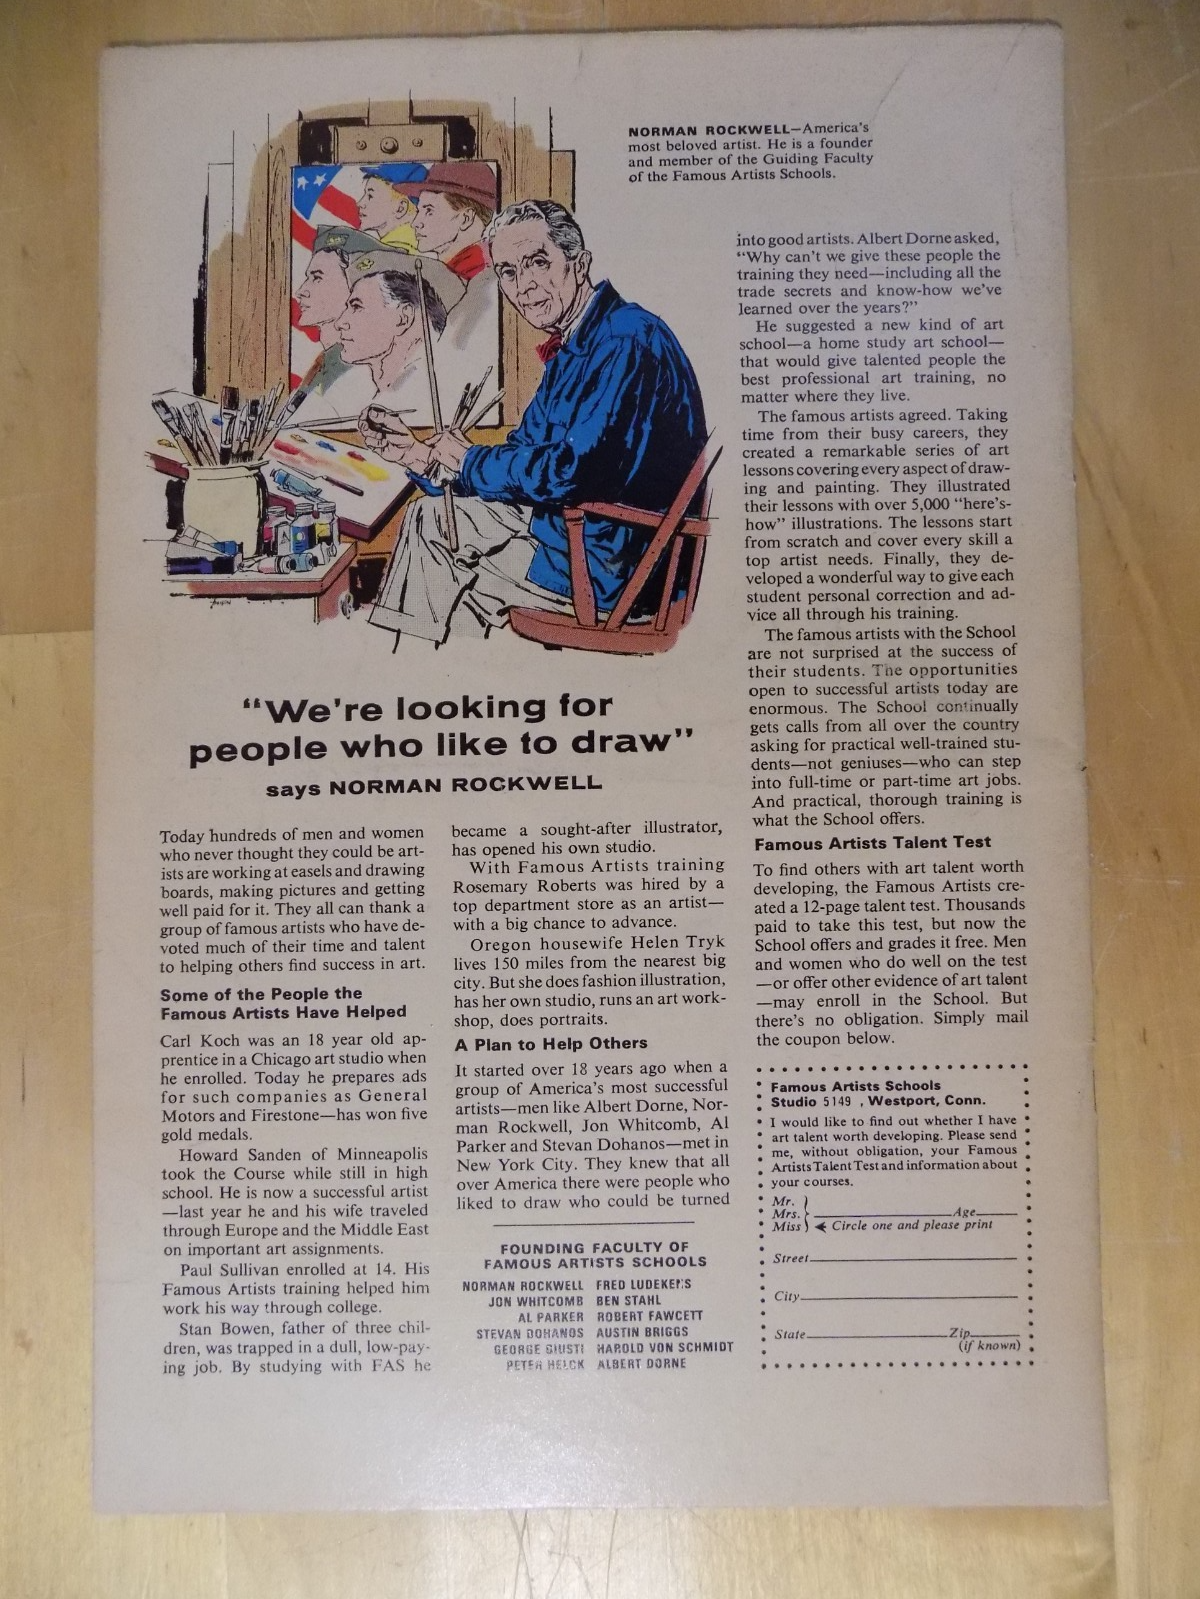 NORMAN ROCKWELL—America's
most beloved artist. He is a founder
and member of the Guiding Faculty
of the Famous Artists Schools.
"We're looking for
people who like to draw"
says NORMAN ROCKWELL
Today hundreds of men and women
who never thought they could be art-
ists are working at easels and drawing
boards, making pictures and getting
well paid for it. They all can thank a
group of famous artists who have de-
voted much of their time and talent
to helping others find success in art.
Some of the People the
Famous Artists Have Helped
Carl Koch was an 18 year old ap-
prentice in a Chicago art studio when
he enrolled. Today he prepares ads
for such companies as General
Motors and Firestone—has won five
gold medals.
Howard Sanden of Minneapolis
took the Course while still in high
school. He is now a successful artist
—last year he and his wife traveled
through Europe and the Middle East
on important art assignments.
Paul Sullivan enrolled at 14. His
Famous Artists training helped him
work his way through college.
Stan Bowen, father of three chil-
dren, was trapped in a dull, low-pay-
ing job. By studying with FAS he
became a sought-after illustrator,
has opened his own studio.
With Famous Artists training
Rosemary Roberts was hired by a
top department store as an artist—
with a big chance to advance.
Oregon housewife Helen Tryk
lives 150 miles from the nearest big
city. But she does fashion illustration,
has her own studio, runs an art work-
shop, does portraits.
A Plan to Help Others
It started over 18 years ago when a
group of America's most successful
artists—men like Albert Dorne, Nor-
man Rockwell, Jon Whitcomb, Al
Parker and Stevan Dohanos—met in
New York City. They knew that all
over America there were people who
liked to draw who could be turned
FOUNDING FACULTY OF
FAMOUS ARTISTS SCHOOLS
NORMAN ROCKWELL FRED LUDEKENS
JON WHITCOMB BEN STAHL
AL PARKER ROBERT FAWCETT
STEVAN DOHANOS AUSTIN BRIGGS
GEORGE GIUSTI HAROLD VON SCHMIDT
PETER HELCK ALBERT DORNE
into good artists. Albert Dorne asked,
"Why can't we give these people the
training they need—including all the
trade secrets and know-how we've
learned over the years?"
He suggested a new kind of art
school—a home study art school—
that would give talented people the
best professional art training, no
matter where they live.
The famous artists agreed. Taking
time from their busy careers, they
created a remarkable series of art
lessons covering every aspect of draw-
ing and painting. They illustrated
their lessons with over 5,000 "here's-
how" illustrations. The lessons start
from scratch and cover every skill a
top artist needs. Finally, they de-
veloped a wonderful way to give each
student personal correction and ad-
vice all through his training.
The famous artists with the School
are not surprised at the success of
their students. The opportunities
open to successful artists today are
enormous. The School continually
gets calls from all over the country
asking for practical well-trained stu-
dents—not geniuses—who can step
into full-time or part-time art jobs.
And practical, thorough training is
what the School offers.
Famous Artists Talent Test
To find others with art talent worth
developing, the Famous Artists cre-
ated a 12-page talent test. Thousands
paid to take this test, but now the
School offers and grades it free. Men
and women who do well on the test
—or offer other evidence of art talent
—may enroll in the School. But
there's no obligation. Simply mail
the coupon below.
Famous Artists Schools
Studio 5149 , Westport, Conn.
I would like to find out whether I have
art talent worth developing. Please send
me, without obligation, your Famous
Artists Talent Test and information about
your courses.
Mr.
Mrs. Age
Miss Circle one and please print
Street
City
State Zip
(if known)